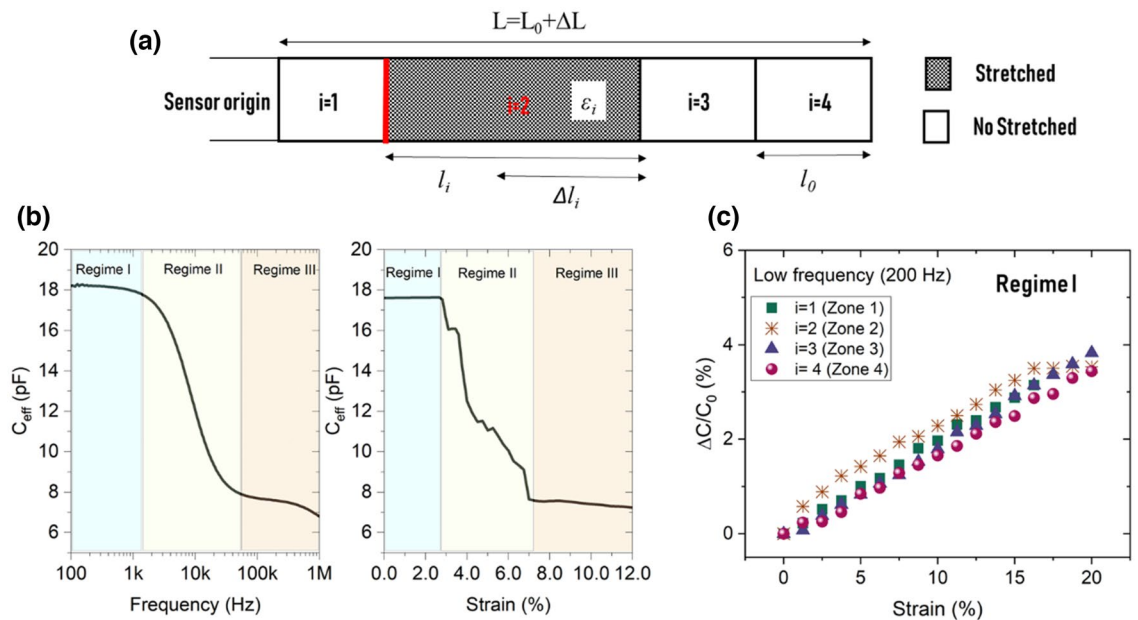 (a)
L=L₀+ΔL
Sensor origin
i=1
i=2
εᵢ
i=3
i=4
lᵢ
Δlᵢ
l₀
Stretched
No Stretched
(b)
20
18
16
14
12
10
8
6
C_eff (pF)
Regime I
Regime II
Regime III
100
1k
10k
100k
1M
Frequency (Hz)
20
18
16
14
12
10
8
6
C_eff (pF)
Regime I
Regime II
Regime III
0.0
2.0
4.0
6.0
8.0
10.0
12.0
Strain (%)
(c)
6
4
2
0
ΔC/C₀ (%)
Low frequency (200 Hz)
Regime I
i=1 (Zone 1)
i=2 (Zone 2)
i=3 (Zone 3)
i= 4 (Zone 4)
0
5
10
15
20
Strain (%)